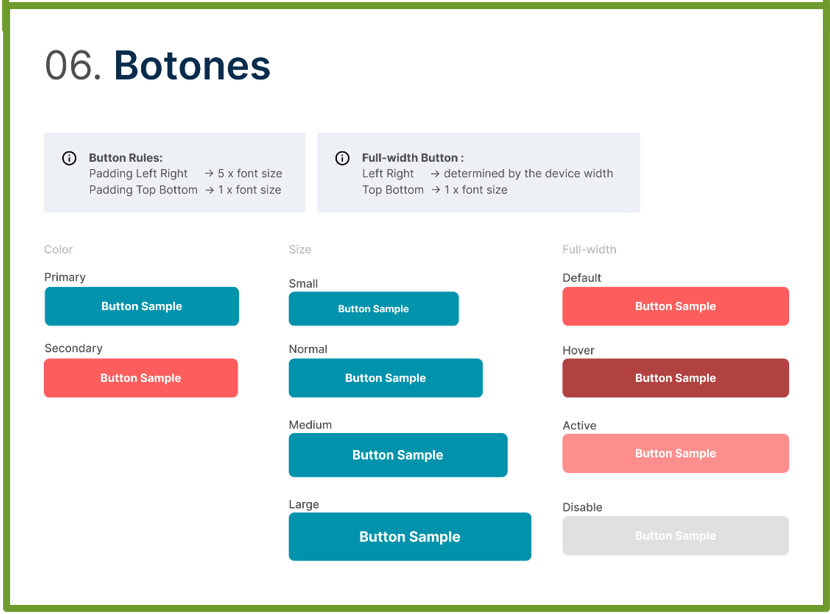 06. Botones
Button Rules:
Padding Left Right → 5 x font size
Padding Top Bottom → 1 x font size
Full-width Button :
Left Right → determined by the device width
Top Bottom → 1 x font size
Color
Primary
Button Sample
Secondary
Button Sample
Size
Small
Button Sample
Normal
Button Sample
Medium
Button Sample
Large
Button Sample
Full-width
Default
Button Sample
Hover
Button Sample
Active
Button Sample
Disable
Button Sample